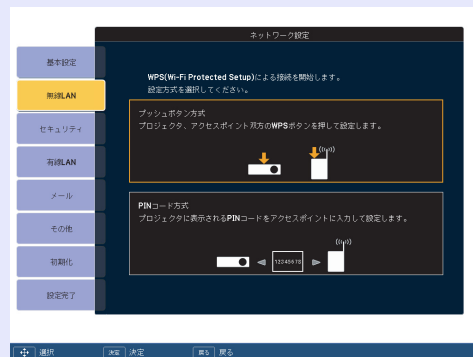 ネットワーク設定
基本設定
無線LAN
セキュリティ
有線LAN
メール
その他
初期化
設定完了
WPS(Wi-Fi Protected Setup)による接続を開始します。
設定方式を選択してください。
プッシュボタン方式
プロジェクタ、アクセスポイント双方のWPSボタンを押して設定します。
PINコード方式
プロジェクタに表示されるPINコードをアクセスポイントに入力して設定します。
12345678
選択 決定 決定 戻る 戻る